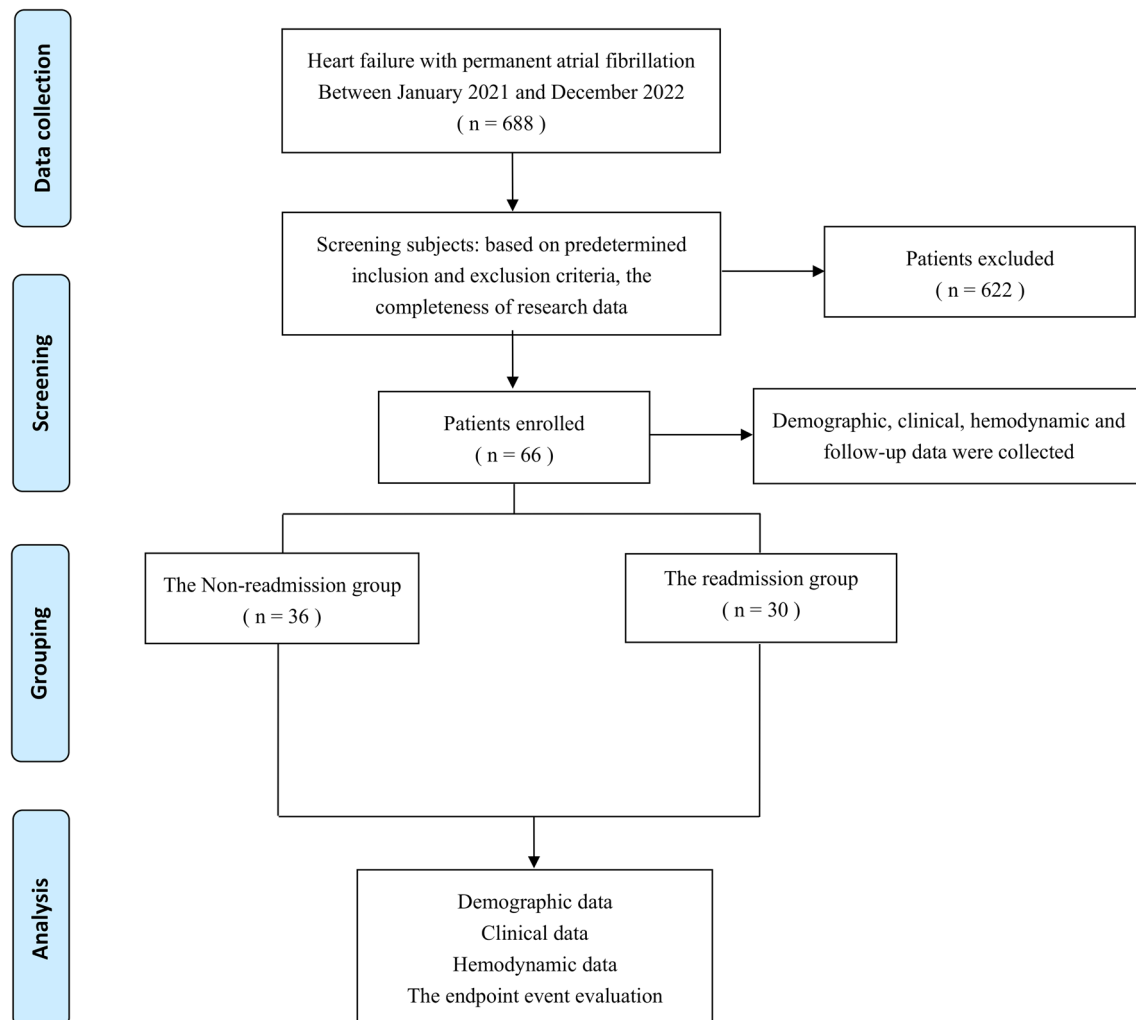 Data collection
Heart failure with permanent atrial fibrillation
Between January 2021 and December 2022
( n = 688 )
Screening subjects: based on predetermined
inclusion and exclusion criteria, the
completeness of research data
Patients excluded
( n = 622 )
Screening
Patients enrolled
( n = 66 )
Demographic, clinical, hemodynamic and
follow-up data were collected
Grouping
The Non-readmission group
( n = 36 )
The readmission group
( n = 30 )
Analysis
Demographic data
Clinical data
Hemodynamic data
The endpoint event evaluation